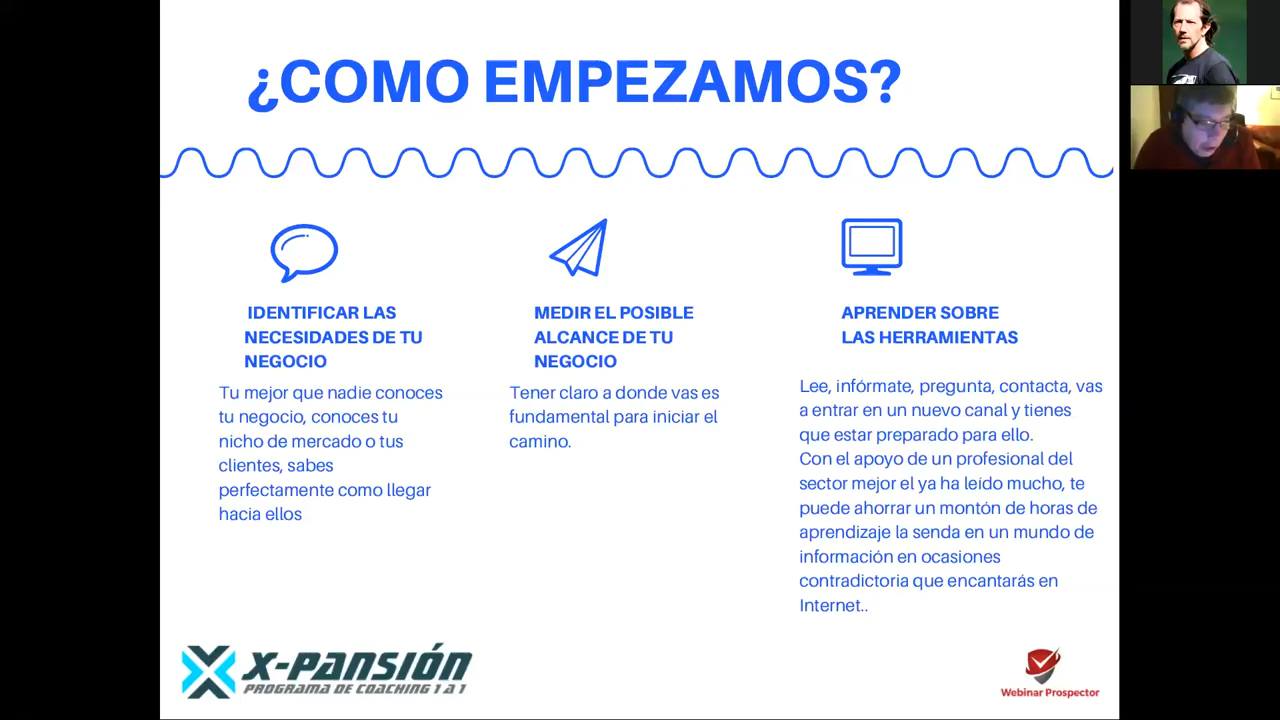 ¿COMO EMPEZAMOS?
IDENTIFICAR LAS
NECESIDADES DE TU
NEGOCIO
Tu mejor que nadie conoces
tu negocio, conoces tu
nicho de mercado o tus
clientes, sabes
perfectamente como llegar
hacia ellos
MEDIR EL POSIBLE
ALCANCE DE TU
NEGOCIO
Tener claro a donde vas es
fundamental para iniciar el
camino.
APRENDER SOBRE
LAS HERRAMIENTAS
Lee, infórmate, pregunta, contacta, vas
a entrar en un nuevo canal y tienes
que estar preparado para ello.
Con el apoyo de un profesional del
sector mejor el ya ha leído mucho, te
puede ahorrar un montón de horas de
aprendizaje la senda en un mundo de
información en ocasiones
contradictoria que encantarás en
Internet..
X-PANSIÓN
PROGRAMA DE COACHING 1 A 1
Webinar Prospector